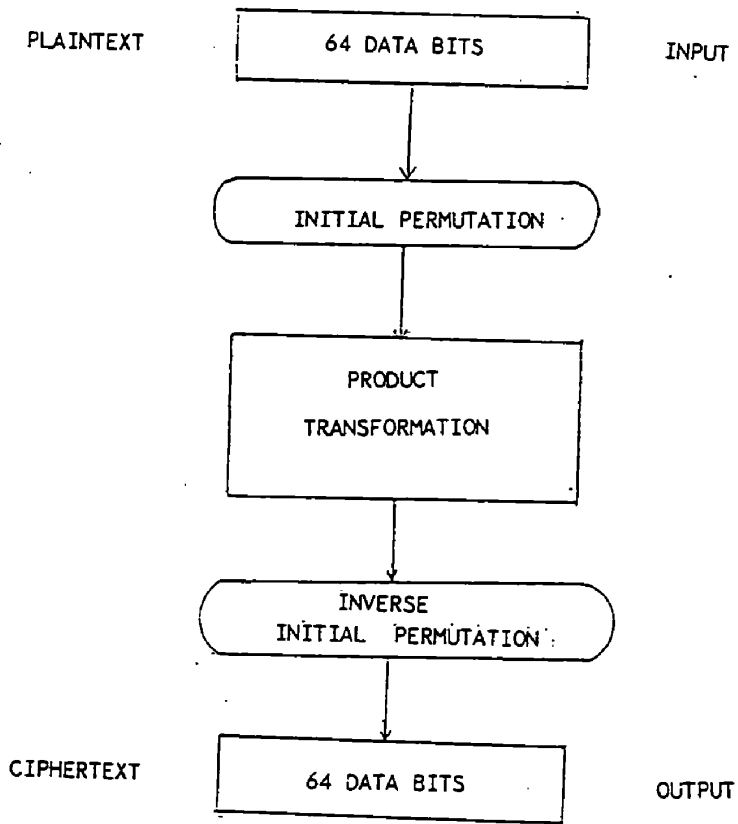 PLAINTEXT 64 DATA BITS INPUT
INITIAL PERMUTATION
PRODUCT
TRANSFORMATION
INVERSE
INITIAL PERMUTATION
CIPHERTEXT 64 DATA BITS OUTPUT